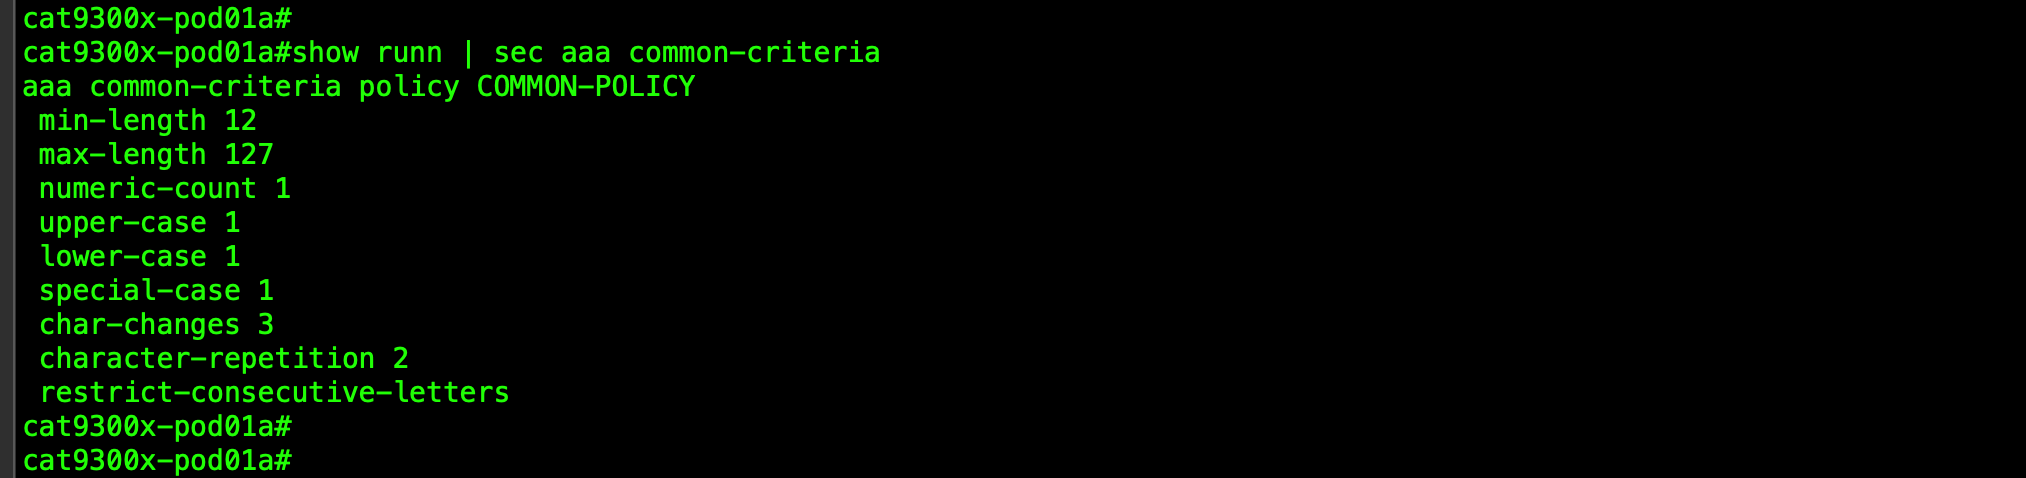 cat9300x-pod01a#
cat9300x-pod01a#show runn | sec aaa common-criteria
aaa common-criteria policy COMMON-POLICY
 min-length 12
 max-length 127
 numeric-count 1
 upper-case 1
 lower-case 1
 special-case 1
 char-changes 3
 character-repetition 2
 restrict-consecutive-letters
cat9300x-pod01a#
cat9300x-pod01a#